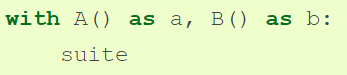 with A() as a, B() as b:
    suite